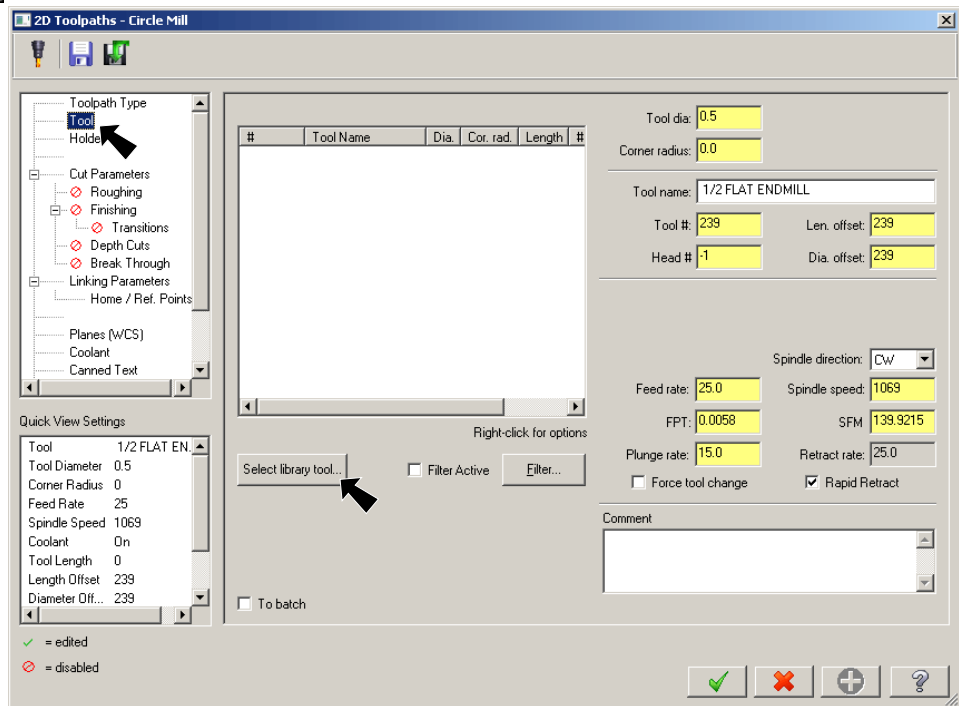 2D Toolpaths - Circle Mill
Toolpath Type
Tool
Holde
Cut Parameters
Roughing
Finishing
Transitions
Depth Cuts
Break Through
Linking Parameters
Home / Ref. Points
Planes (WCS)
Coolant
Canned Text
Quick View Settings
Tool 1/2 FLAT EN.
Tool Diameter 0.5
Corner Radius 0
Feed Rate 25
Spindle Speed 1069
Coolant On
Tool Length 0
Length Offset 239
Diameter Off... 239
✓ = edited
= disabled
# Tool Name Dia. Cor. rad. Length #
Right-click for options
Select library tool...
Filter Active
Filter...
To batch
Tool dia: 0.5
Corner radius: 0.0
Tool name: 1/2 FLAT ENDMILL
Tool #: 239 Len. offset: 239
Head # -1 Dia. offset: 239
Spindle direction: CW
Feed rate: 25.0 Spindle speed: 1069
FPT: 0.0058 SFM 139.9215
Plunge rate: 15.0 Retract rate: 25.0
Force tool change Rapid Retract
Comment